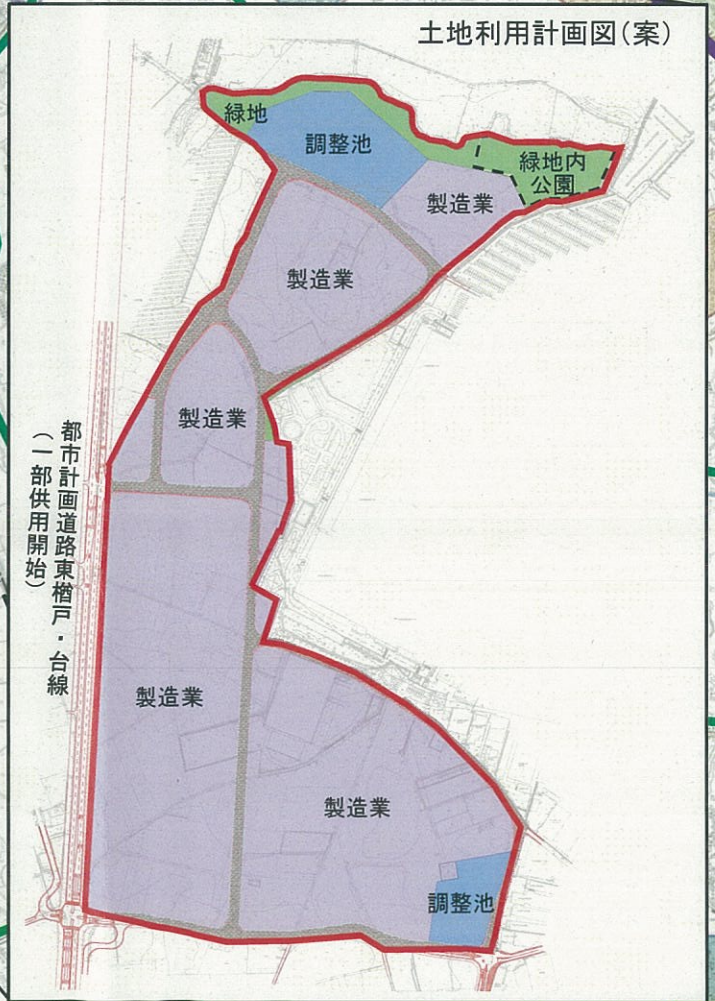 土地利用計画図(案)
緑地
調整池
緑地内
公園
製造業
製造業
製造業
都市計画道路東楢戸・台線
(一部供用開始)
製造業
製造業
調整池